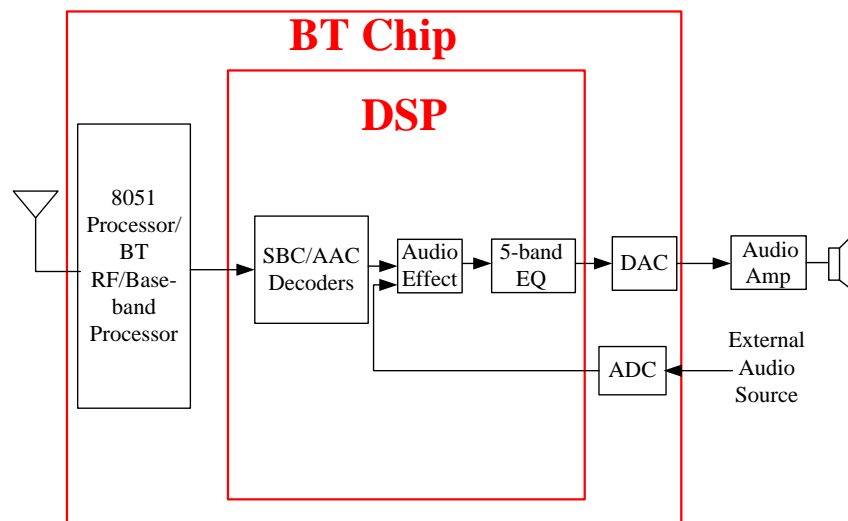 BT Chip
DSP
8051
Processor/
BT
RF/Base-
band
Processor
SBC/AAC
Decoders
Audio
Effect
5-band
EQ
DAC
Audio
Amp
ADC
External
Audio
Source